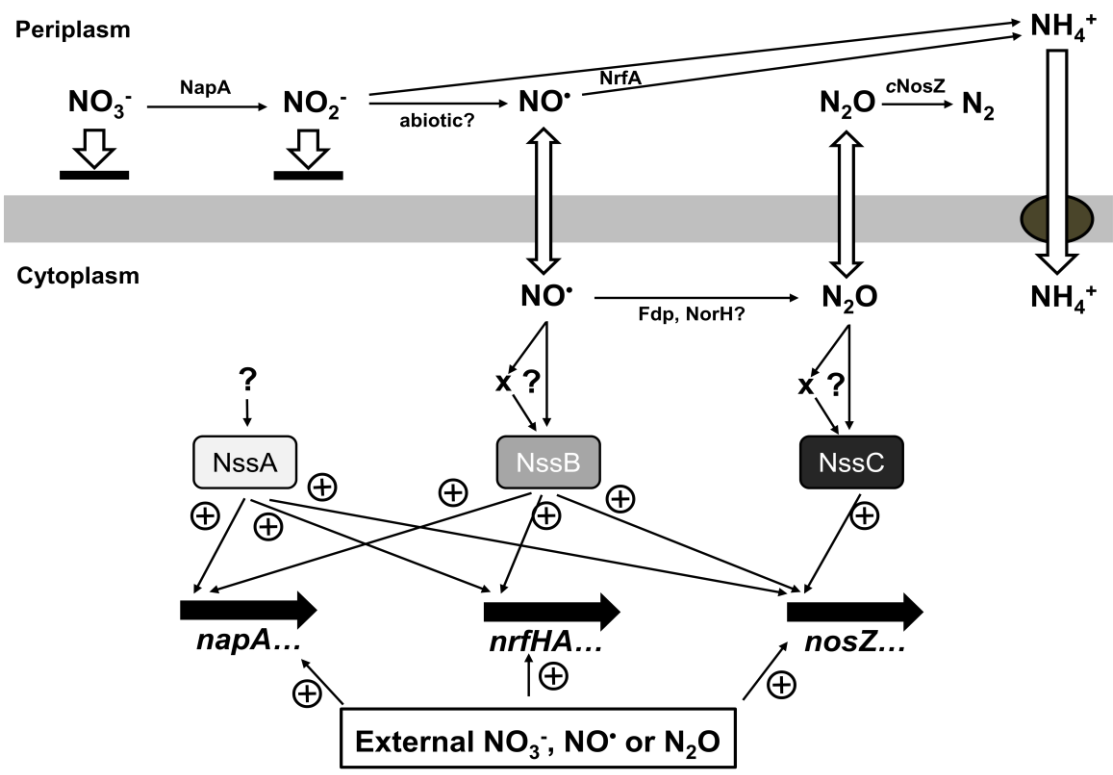 Periplasm
NH₄⁺
NrfA
NapA
cNosZ
NO₃⁻
NO₂⁻
NO•
N₂O
N₂
abiotic?
Cytoplasm
NO•
N₂O
NH₄⁺
Fdp, NorH?
?
x ?
x ?
NssA
NssB
NssC
+
+
+
+
+
+
+
napA...
nrfHA...
nosZ...
+
+
+
External NO₃⁻, NO• or N₂O